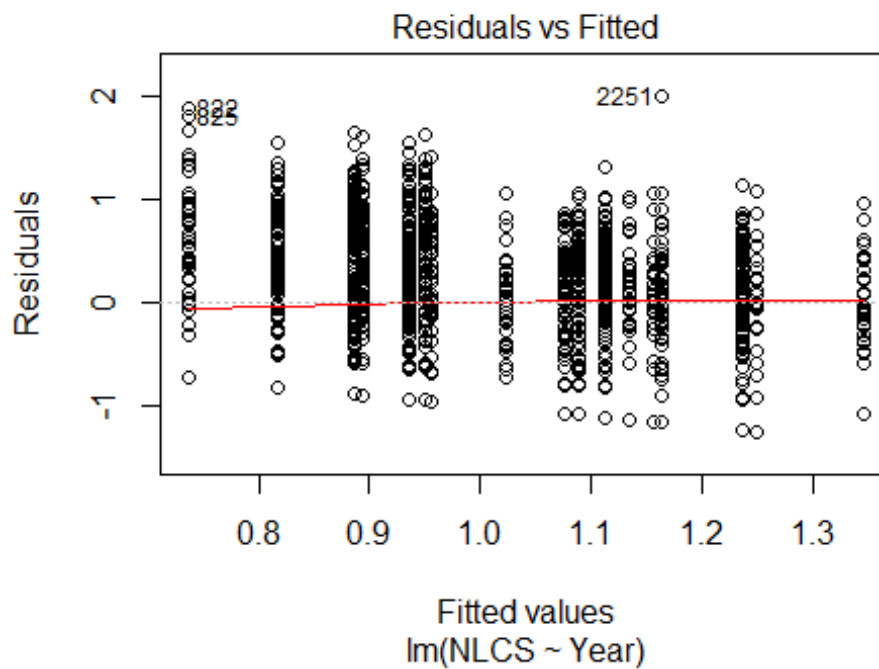 Residuals vs Fitted
Residuals
2
1
0
-1
822
825
2251
0.8 0.9 1.0 1.1 1.2 1.3
Fitted values
lm(NLCS ~ Year)